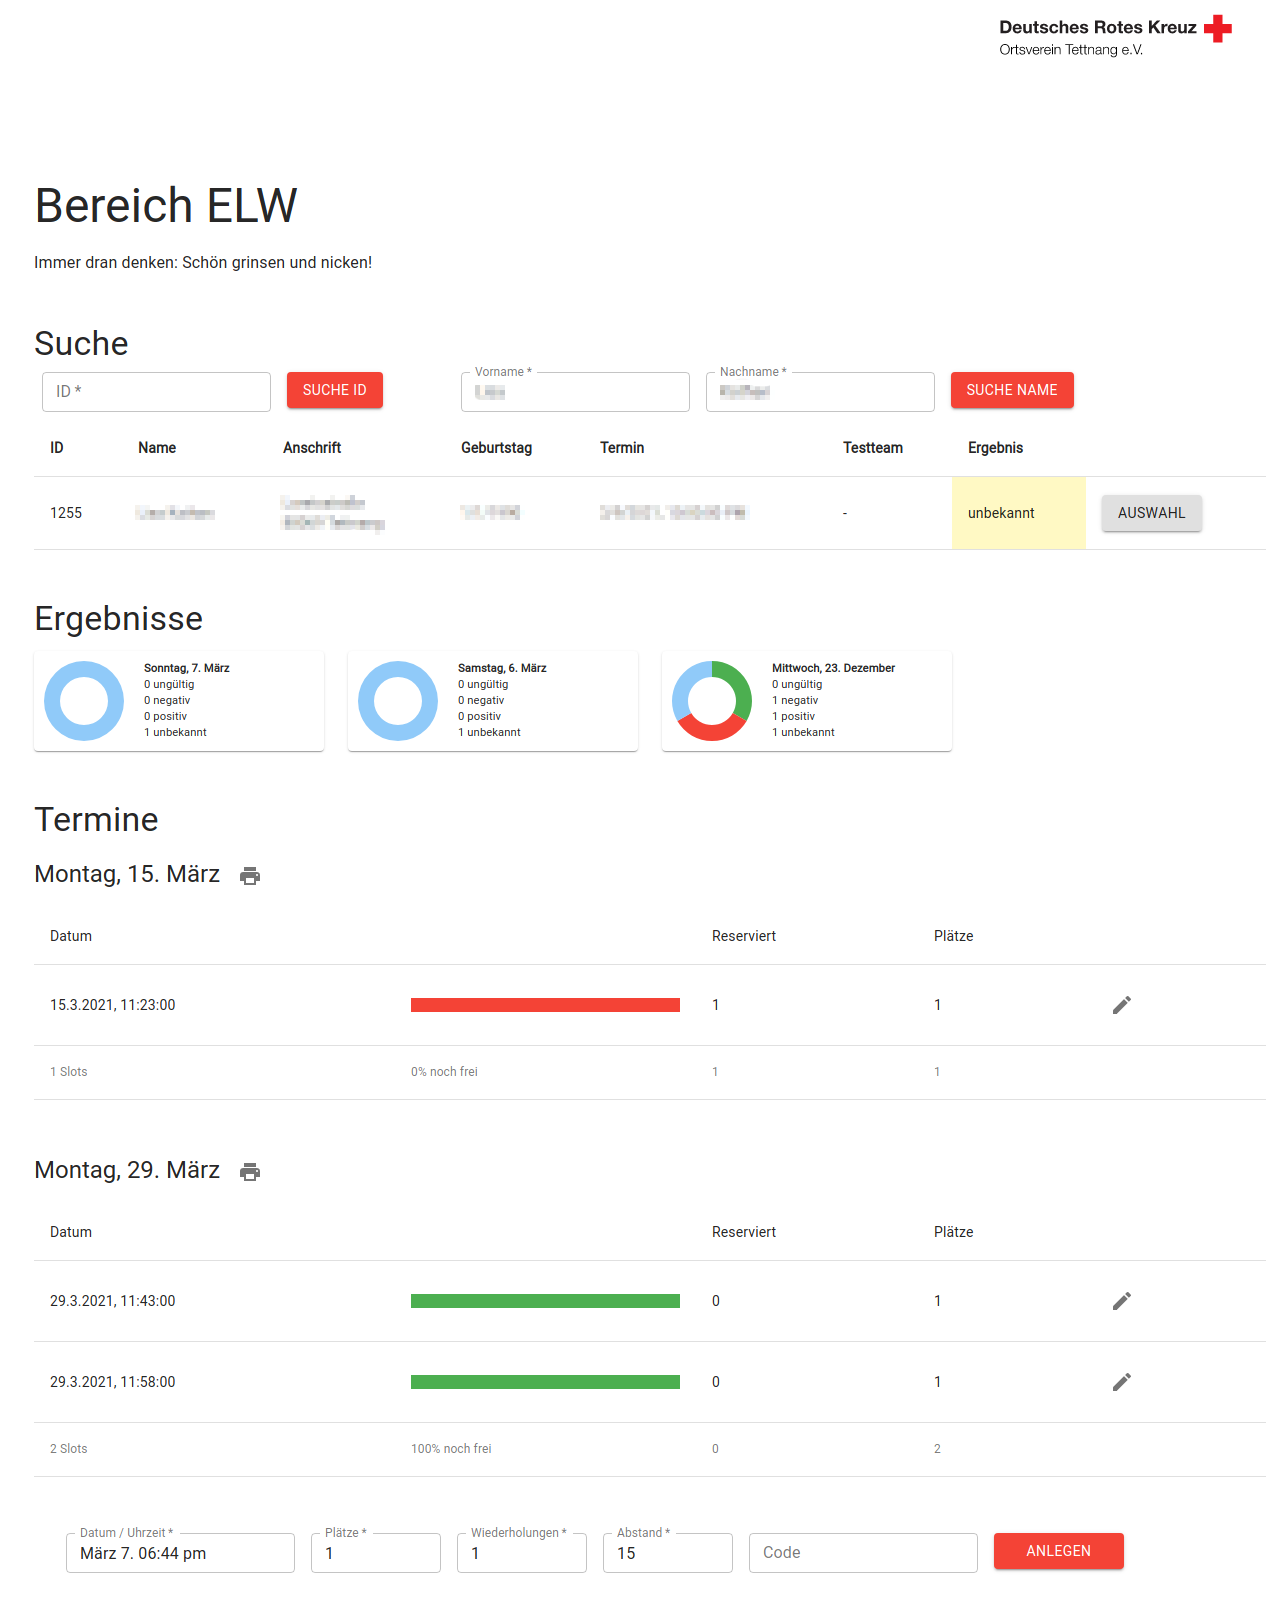 Deutsches Rotes Kreuz
Ortsverein Tettnang e.V.
Bereich ELW
Immer dran denken: Schön grinsen und nicken!
Suche
ID *
SUCHE ID
Vorname *
Nachname *
SUCHE NAME
ID Name Anschrift Geburtstag Termin Testteam Ergebnis
1255 - unbekannt AUSWAHL
Ergebnisse
Sonntag, 7. März
0 ungültig
0 negativ
0 positiv
1 unbekannt
Samstag, 6. März
0 ungültig
0 negativ
0 positiv
1 unbekannt
Mittwoch, 23. Dezember
0 ungültig
1 negativ
1 positiv
1 unbekannt
Termine
Montag, 15. März
Datum Reserviert Plätze
15.3.2021, 11:23:00 1 1
1 Slots 0% noch frei 1 1
Montag, 29. März
Datum Reserviert Plätze
29.3.2021, 11:43:00 0 1
29.3.2021, 11:58:00 0 1
2 Slots 100% noch frei 0 2
Datum / Uhrzeit * Plätze * Wiederholungen * Abstand *
März 7. 06:44 pm 1 1 15 Code ANLEGEN